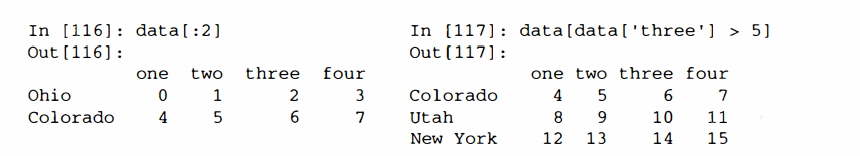 In [116]: data[:2]
Out[116]:
one two three four
Ohio 0 1 2 3
Colorado 4 5 6 7
In [117]: data[data['three'] > 5]
Out[117]:
one two three four
Colorado 4 5 6 7
Utah 8 9 10 11
New York 12 13 14 15